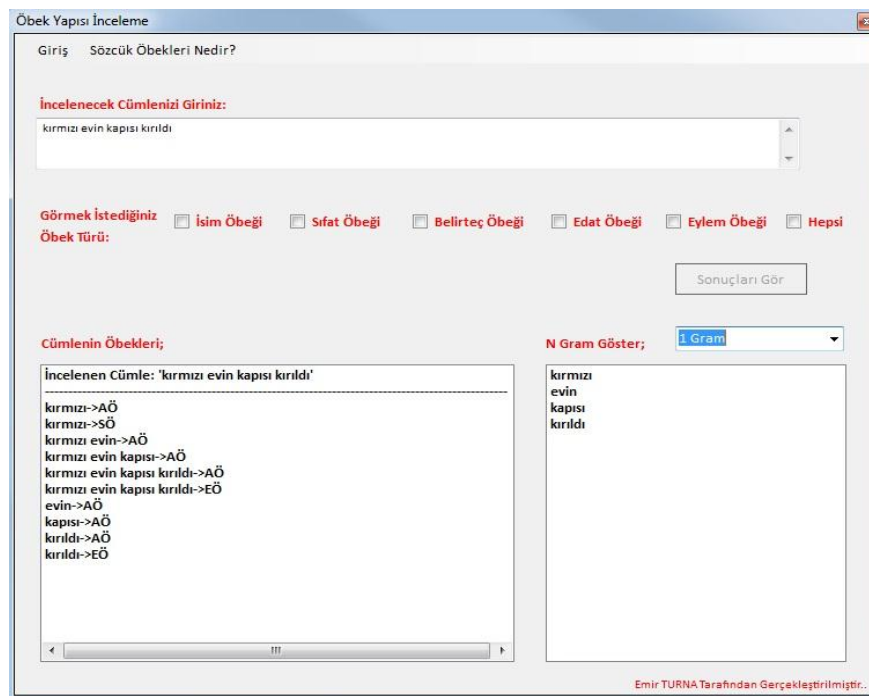 Öbek Yapısı İnceleme
Giriş Sözcük Öbekleri Nedir?
İncelenecek Cümlenizi Giriniz:
kırmızı evin kapısı kırıldı
Görmek İstediğiniz
Öbek Türü:
İsim Öbeği Sıfat Öbeği Belirteç Öbeği Edat Öbeği Eylem Öbeği Hepsi
Sonuçları Gör
Cümlenin Öbekleri;
İncelenen Cümle: 'kırmızı evin kapısı kırıldı'
kırmızı->AÖ
kırmızı->SÖ
kırmızı evin->AÖ
kırmızı evin kapısı->AÖ
kırmızı evin kapısı kırıldı->AÖ
kırmızı evin kapısı kırıldı->EÖ
evin->AÖ
kapısı->AÖ
kırıldı->AÖ
kırıldı->EÖ
N Gram Göster; 1 Gram
kırmızı
evin
kapısı
kırıldı
Emir TURNA Tarafından Gerçekleştirilmiştir..